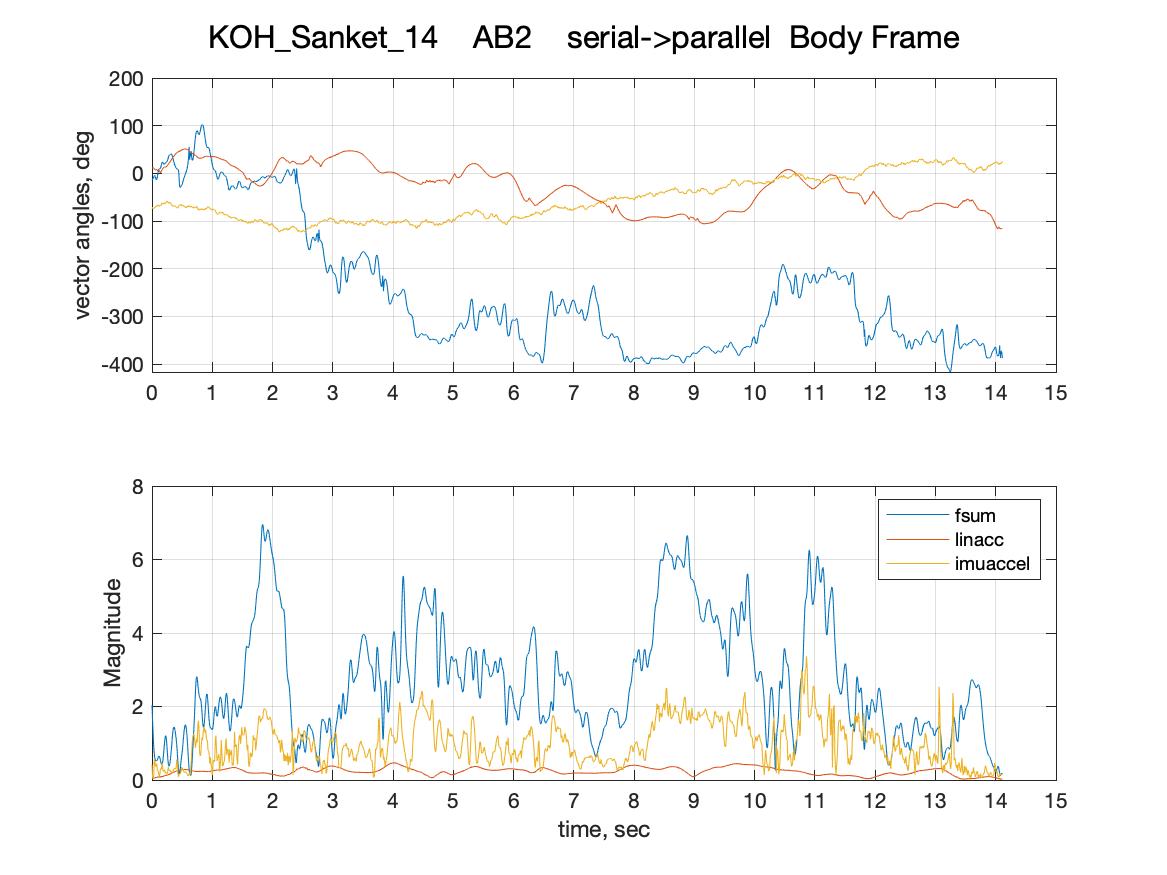 KOH_Sanket_14 AB2 serial->parallel Body Frame
200
100
0
-100
-200
-300
-400
vector angles, deg
0 1 2 3 4 5 6 7 8 9 10 11 12 13 14 15
8
6
4
2
0
Magnitude
fsum
linacc
imuaccel
0 1 2 3 4 5 6 7 8 9 10 11 12 13 14 15
time, sec